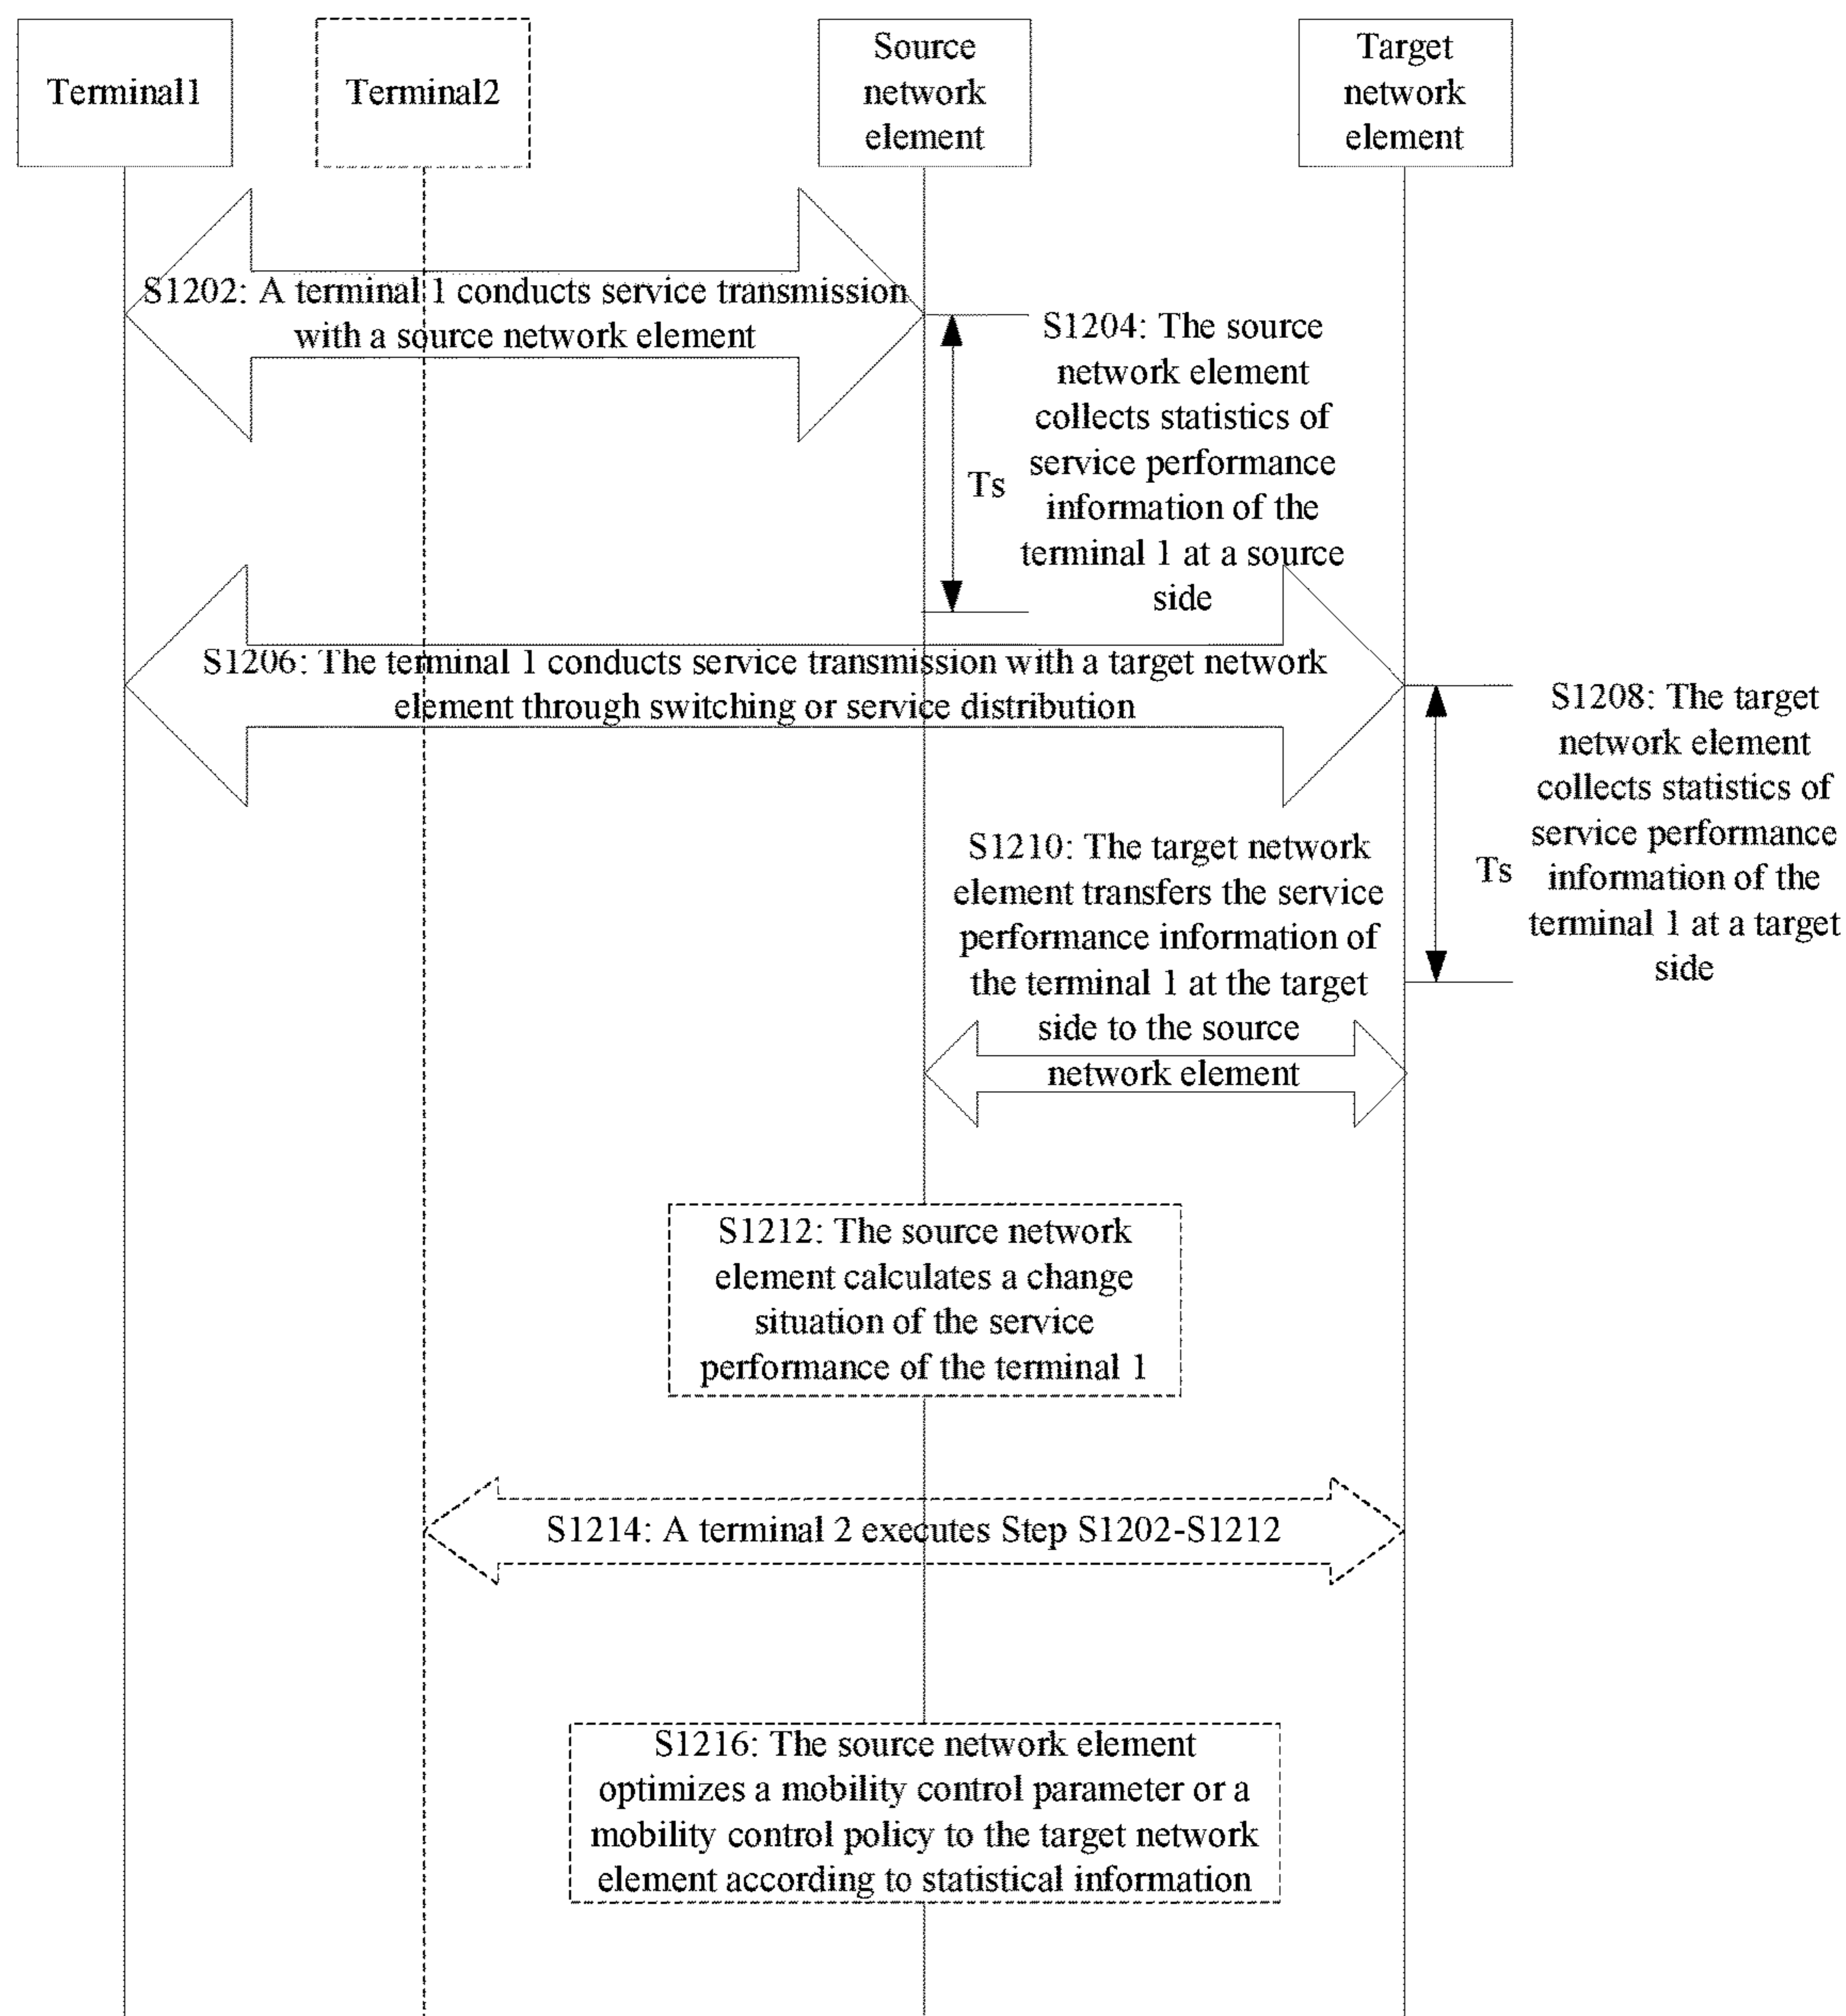 Terminal1
Terminal2
Source
network
element
Target
network
element
S1202: A terminal 1 conducts service transmission
with a source network element
Ts
S1204: The source
network element
collects statistics of
service performance
information of the
terminal 1 at a source
side
S1206: The terminal 1 conducts service transmission with a target network
element through switching or service distribution
Ts
S1208: The target
network element
collects statistics of
service performance
information of the
terminal 1 at a target
side
S1210: The target network
element transfers the service
performance information of
the terminal 1 at the target
side to the source
network element
S1212: The source network
element calculates a change
situation of the service
performance of the terminal 1
S1214: A terminal 2 executes Step S1202-S1212
S1216: The source network element
optimizes a mobility control parameter or a
mobility control policy to the target network
element according to statistical information